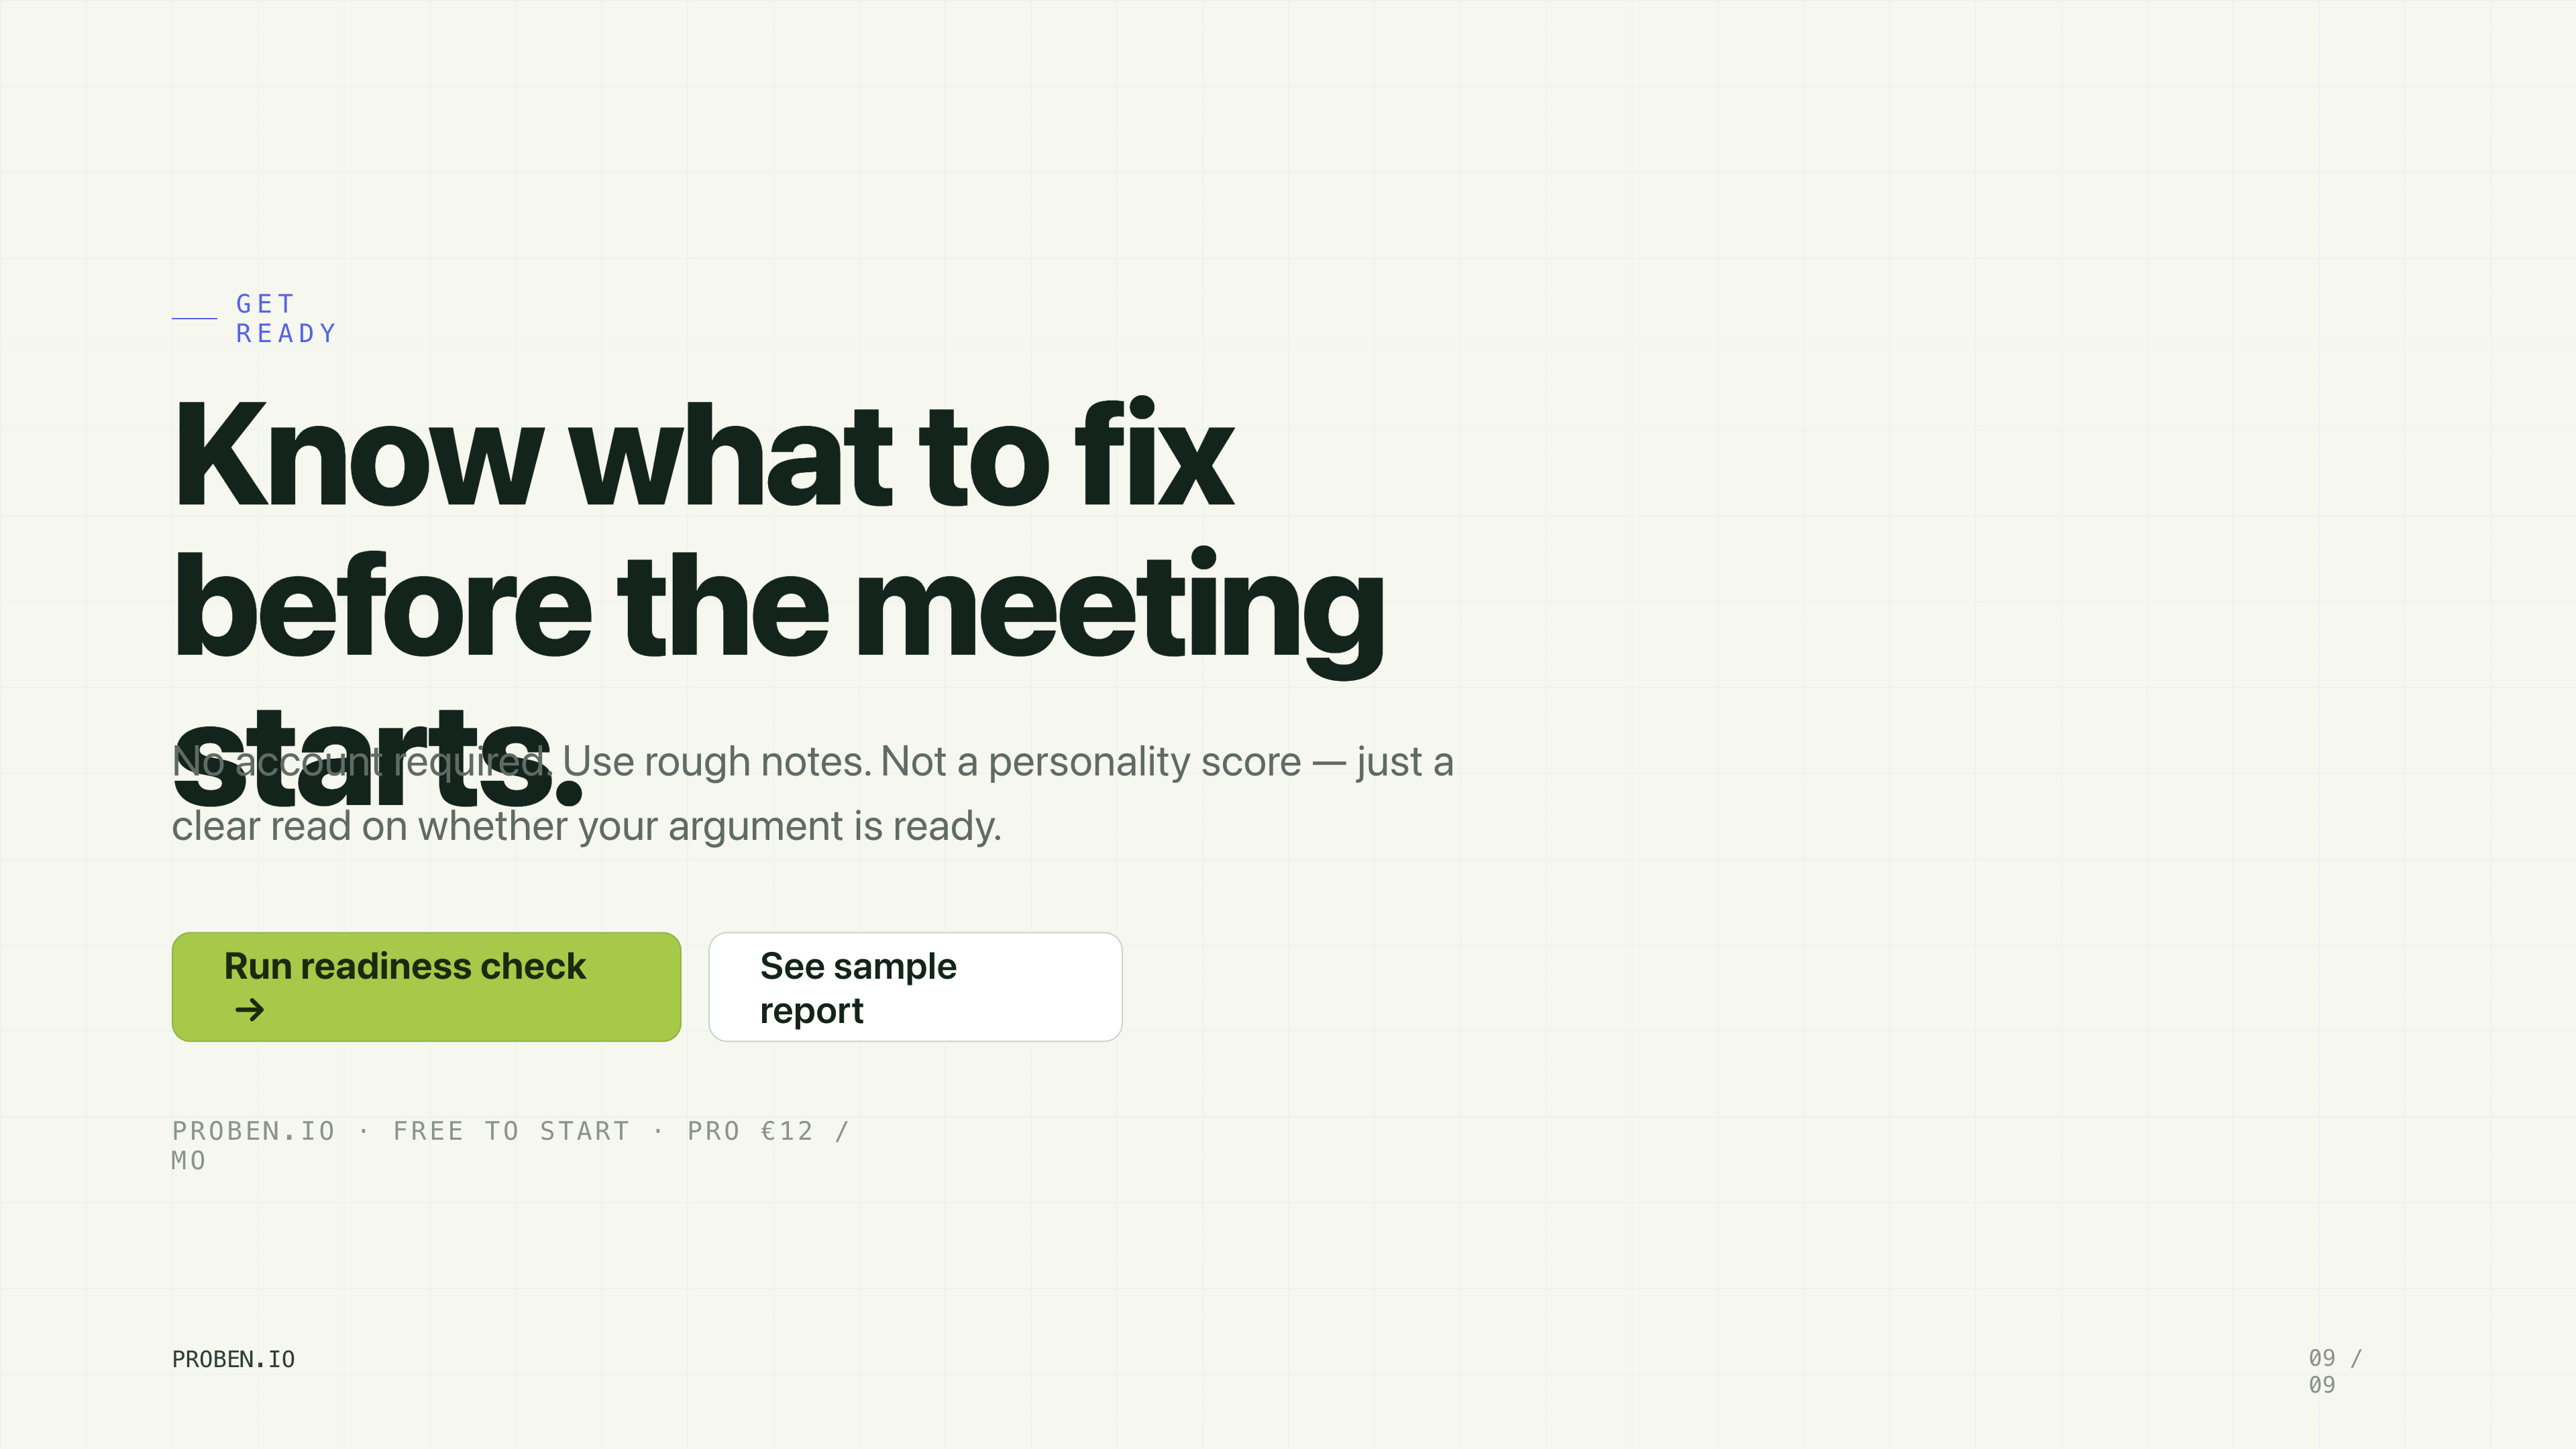 GET
READY
Know what to fix
before the meeting
starts.
No account required. Use rough notes. Not a personality score — just a
clear read on whether your argument is ready.
Run readiness check
→
See sample
report
PROBEN.IO · FREE TO START · PRO €12 /
MO
PROBEN.IO
09 /
09